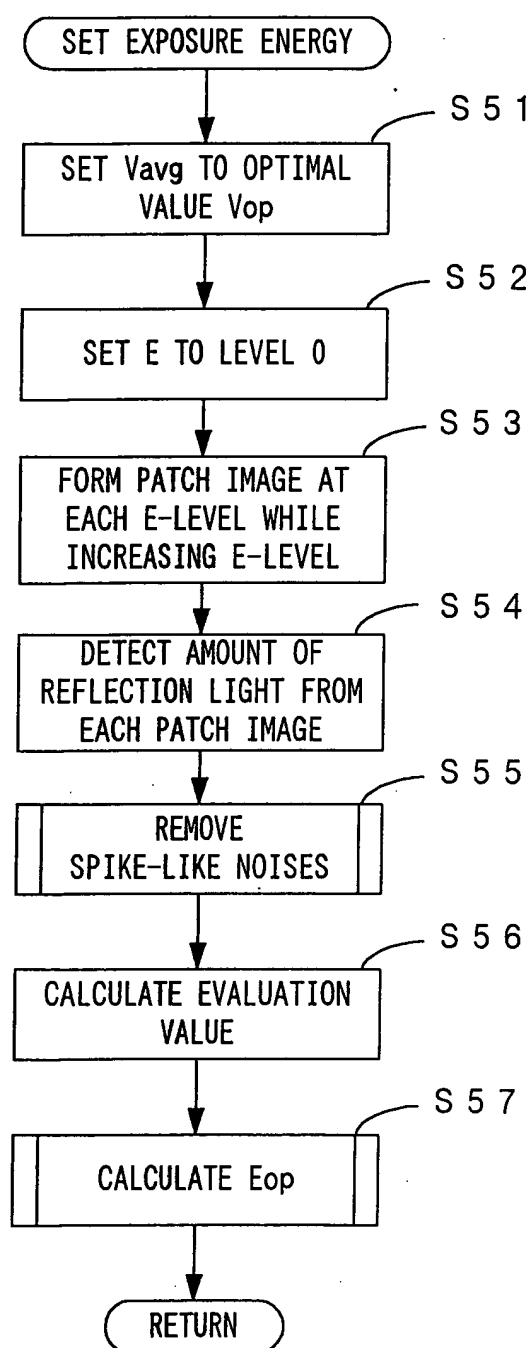 SET EXPOSURE ENERGY
S51
SET Vavg TO OPTIMAL
VALUE Vop
S52
SET E TO LEVEL 0
S53
FORM PATCH IMAGE AT
EACH E-LEVEL WHILE
INCREASING E-LEVEL
S54
DETECT AMOUNT OF
REFLECTION LIGHT FROM
EACH PATCH IMAGE
S55
REMOVE
SPIKE-LIKE NOISES
S56
CALCULATE EVALUATION
VALUE
S57
CALCULATE Eop
RETURN